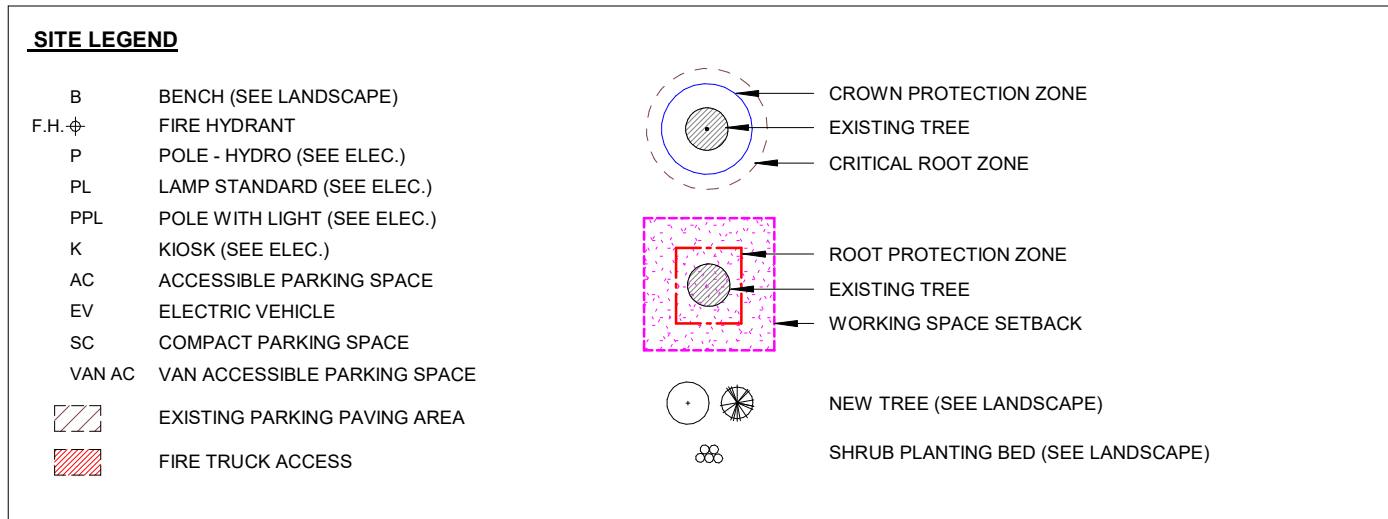 SITE LEGEND
B BENCH (SEE LANDSCAPE)
F.H. FIRE HYDRANT
P POLE - HYDRO (SEE ELEC.)
PL LAMP STANDARD (SEE ELEC.)
PPL POLE WITH LIGHT (SEE ELEC.)
K KIOSK (SEE ELEC.)
AC ACCESSIBLE PARKING SPACE
EV ELECTRIC VEHICLE
SC COMPACT PARKING SPACE
VAN AC VAN ACCESSIBLE PARKING SPACE
EXISTING PARKING PAVING AREA
FIRE TRUCK ACCESS
CROWN PROTECTION ZONE
EXISTING TREE
CRITICAL ROOT ZONE
ROOT PROTECTION ZONE
EXISTING TREE
WORKING SPACE SETBACK
NEW TREE (SEE LANDSCAPE)
SHRUB PLANTING BED (SEE LANDSCAPE)